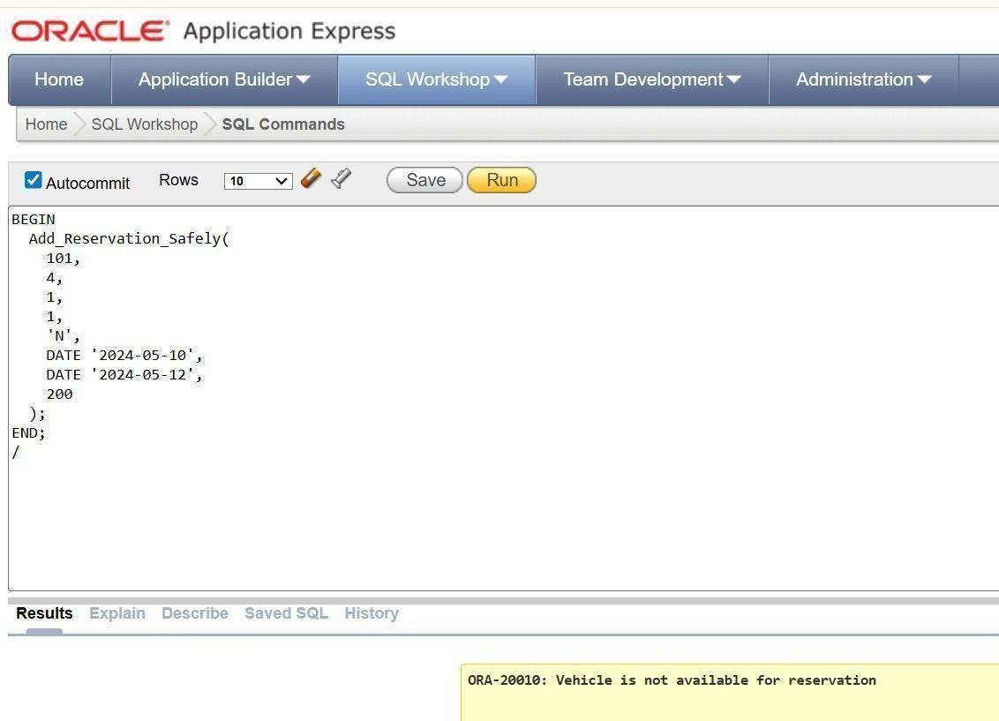 ORACLE Application Express
Home Application Builder SQL Workshop Team Development Administration
Home SQL Workshop SQL Commands
Autocommit Rows 10 Save Run
BEGIN
  Add_Reservation_Safely(
    101,
    4,
    1,
    1,
    'N',
    DATE '2024-05-10',
    DATE '2024-05-12',
    200
  );
END;
/
Results Explain Describe Saved SQL History
ORA-20010: Vehicle is not available for reservation